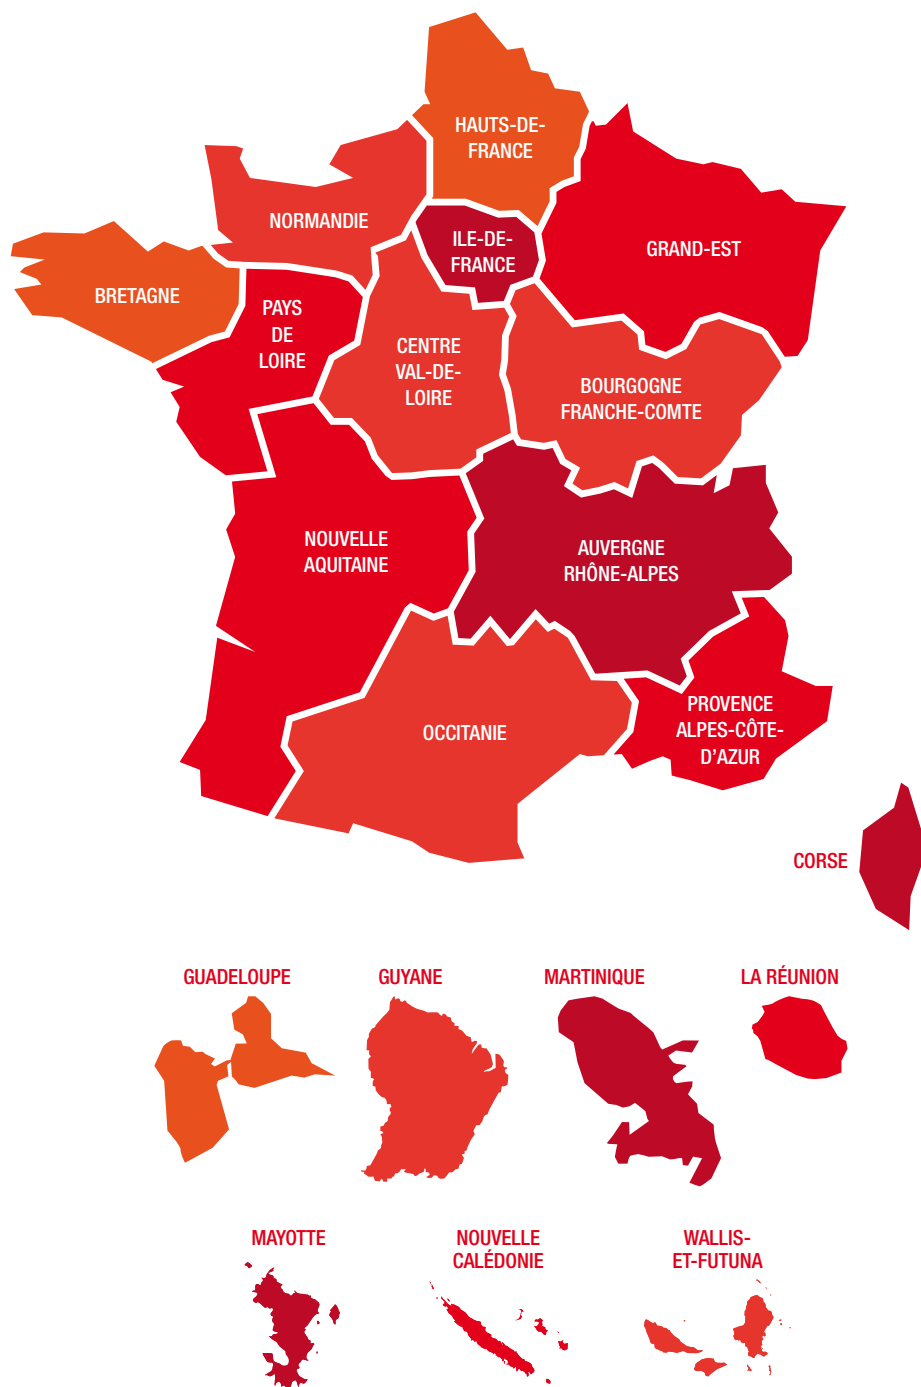 HAUTS-DE-
FRANCE
NORMANDIE
ILE-DE-
FRANCE
GRAND-EST
BRETAGNE
PAYS
DE
LOIRE
CENTRE
VAL-DE-
LOIRE
BOURGOGNE
FRANCHE-COMTE
NOUVELLE
AQUITAINE
AUVERGNE
RHÔNE-ALPES
OCCITANIE
PROVENCE
ALPES-CÔTE-
D'AZUR
CORSE
GUADELOUPE
GUYANE
MARTINIQUE
LA RÉUNION
MAYOTTE
NOUVELLE
CALÉDONIE
WALLIS-
ET-FUTUNA